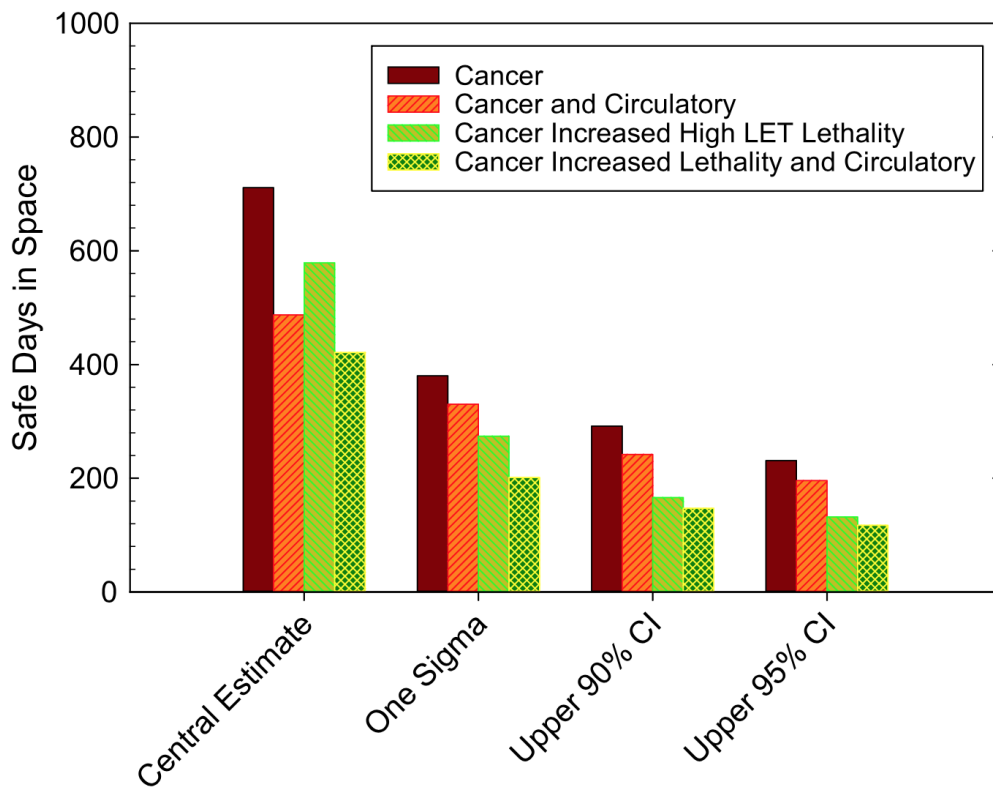 1000
800
600
400
200
0
Safe Days in Space
Cancer
Cancer and Circulatory
Cancer Increased High LET Lethality
Cancer Increased Lethality and Circulatory
Central Estimate
One Sigma
Upper 90% CI
Upper 95% CI